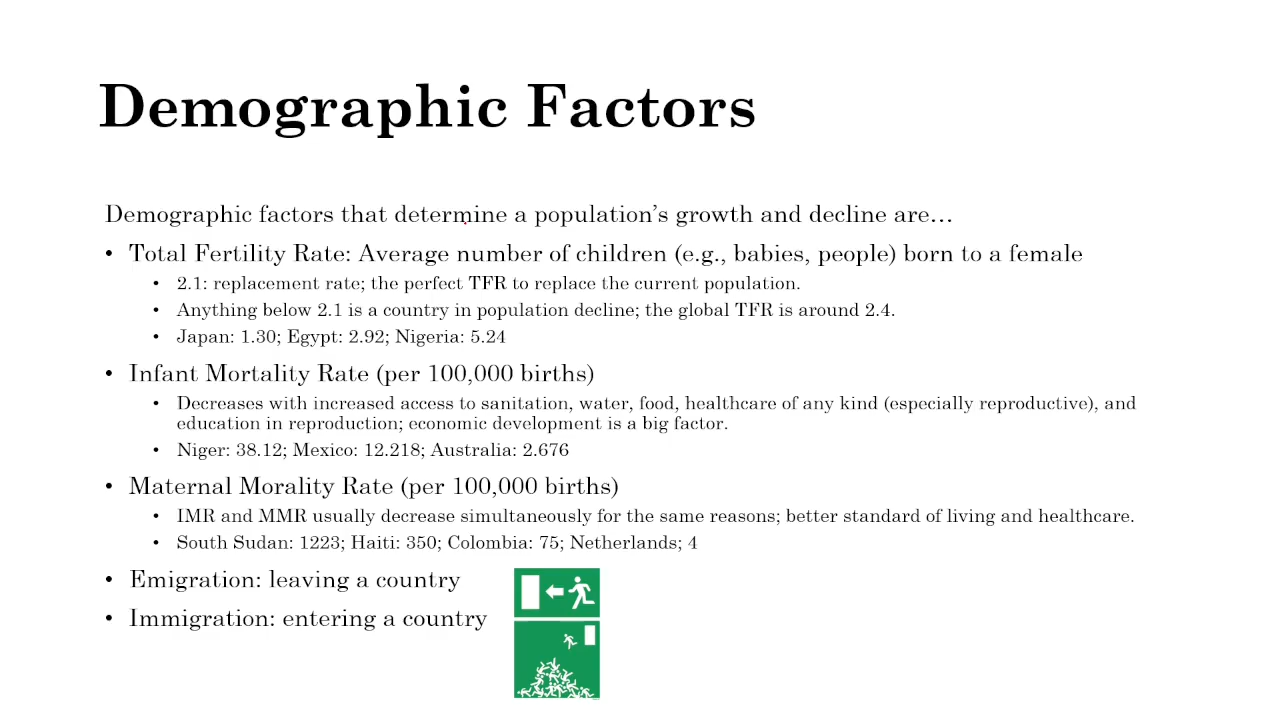 Demographic Factors
Demographic factors that determine a population’s growth and decline are…
• Total Fertility Rate: Average number of children (e.g., babies, people) born to a female
• 2.1: replacement rate; the perfect TFR to replace the current population.
• Anything below 2.1 is a country in population decline; the global TFR is around 2.4.
• Japan: 1.30; Egypt: 2.92; Nigeria: 5.24
• Infant Mortality Rate (per 100,000 births)
• Decreases with increased access to sanitation, water, food, healthcare of any kind (especially reproductive), and
education in reproduction; economic development is a big factor.
• Niger: 38.12; Mexico: 12.218; Australia: 2.676
• Maternal Morality Rate (per 100,000 births)
• IMR and MMR usually decrease simultaneously for the same reasons; better standard of living and healthcare.
• South Sudan: 1223; Haiti: 350; Colombia: 75; Netherlands; 4
• Emigration: leaving a country
• Immigration: entering a country